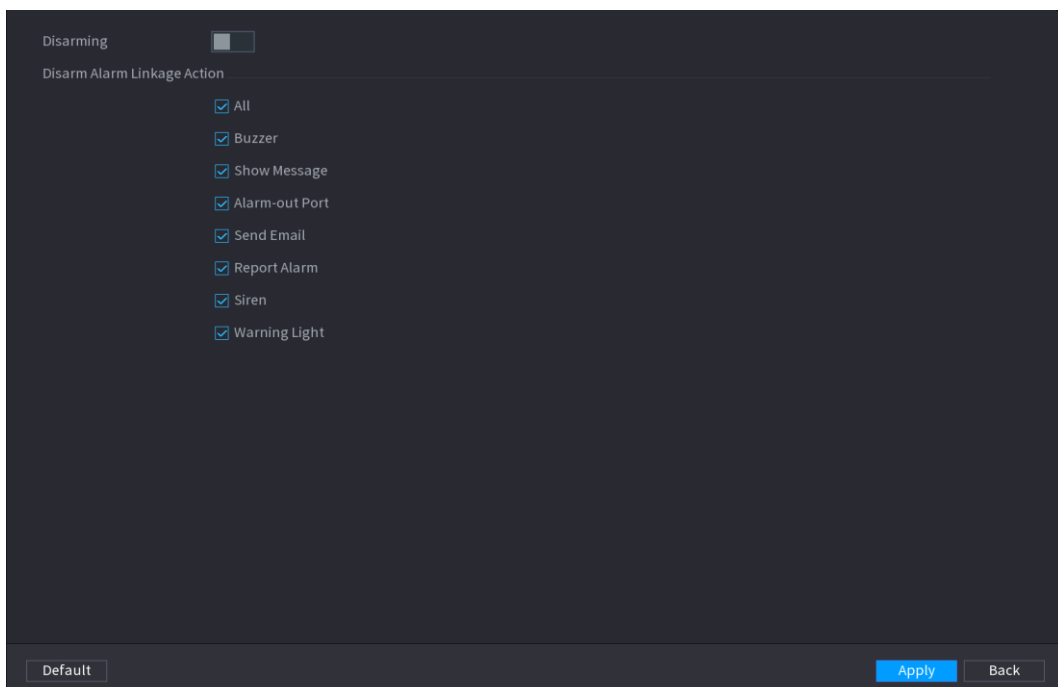 Disarming
Disarm Alarm Linkage Action
All
Buzzer
Show Message
Alarm-out Port
Send Email
Report Alarm
Siren
Warning Light
Default Apply Back